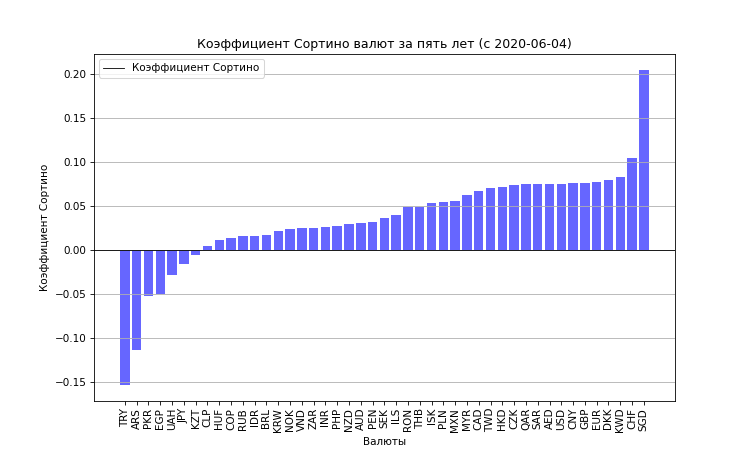 Коэффициент Сортино валют за пять лет (с 2020-06-04)
Коэффициент Сортино
0.20
0.15
0.10
0.05
0.00
−0.05
−0.10
−0.15
Коэффициент Сортино
TRY
ARS
PKR
EGP
UAH
JPY
KZT
CLP
HUF
COP
RUB
IDR
BRL
KRW
NOK
VND
ZAR
INR
PHP
NZD
AUD
PEN
SEK
ILS
RON
THB
ISK
PLN
MXN
MYR
CAD
TWD
HKD
CZK
QAR
SAR
AED
USD
CNY
GBP
EUR
DKK
KWD
CHF
SGD
Валюты